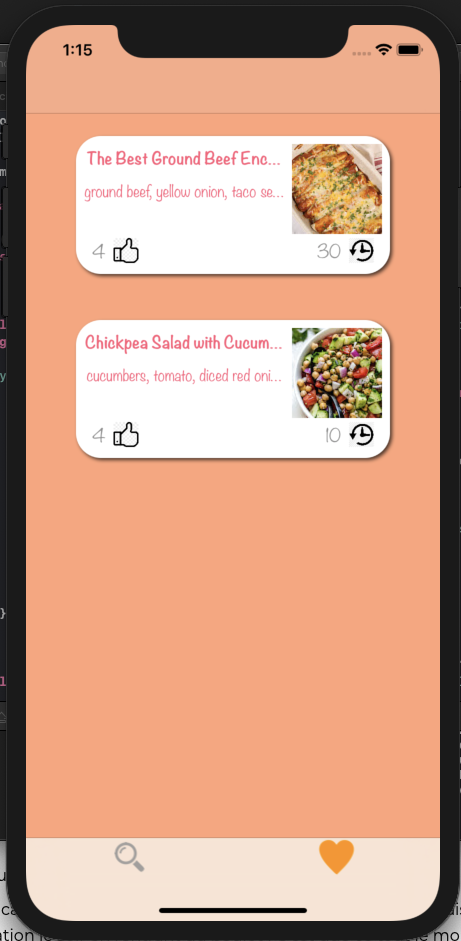 1:15
The Best Ground Beef Enc...
ground beef, yellow onion, taco se...
4
30
Chickpea Salad with Cucum...
cucumbers, tomato, diced red oni...
4
10